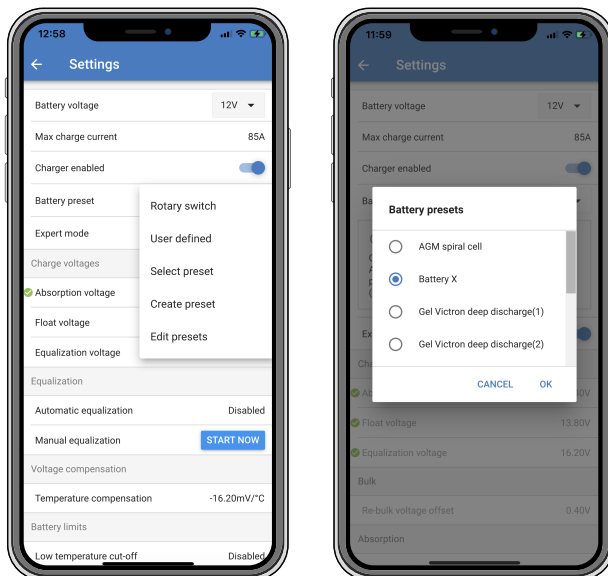 12:58
Settings
Battery voltage 12V
Max charge current 85A
Charger enabled
Battery preset
Rotary switch
Expert mode
User defined
Charge voltages
Select preset
Absorption voltage
Create preset
Float voltage
Edit presets
Equalization voltage
Equalization
Automatic equalization Disabled
Manual equalization START NOW
Voltage compensation
Temperature compensation -16.20mV/°C
Battery limits
Low temperature cut-off Disabled
11:59
Settings
Battery voltage 12V
Max charge current 85A
Charger enabled
Ba
Battery presets
AGM spiral cell
Battery X
Gel Victron deep discharge(1)
Ex
Gel Victron deep discharge(2)
Cha
CANCEL OK
Ab
Float voltage 13.80V
Equalization voltage 16.20V
Bulk
Re-bulk voltage offset 0.40V
Absorption